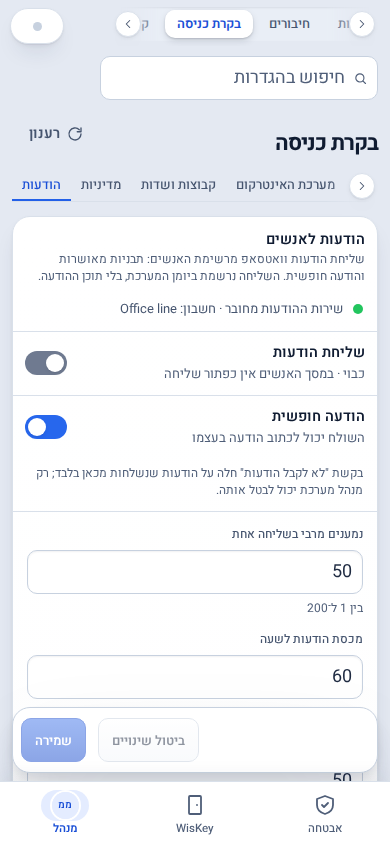 חיבורים
בקרת כניסה
חיפוש בהגדרות
בקרת כניסה
רענון
מערכת האינטרקום
קבוצות ושדות
מדיניות
הודעות
הודעות לאנשים
שליחת הודעות וואטסאפ מרשימת האנשים: תבניות מאושרות
והודעה חופשית. השליחה נרשמת ביומן המערכת, בלי תוכן ההודעה.
שירות ההודעות מחובר · חשבון: Office line
שליחת הודעות
כבוי · במסך האנשים אין כפתור שליחה
הודעה חופשית
השולח יכול לכתוב הודעה בעצמו
בקשת "לא לקבל הודעות" חלה על הודעות שנשלחות מכאן בלבד; רק
מנהל מערכת יכול לבטל אותה.
נמענים מרבי בשליחה אחת
50
בין 1 ל־200
מכסת הודעות לשעה
60
ביטול שינויים
שמירה
50
אבטחה
WisKey
ממ
מנהל